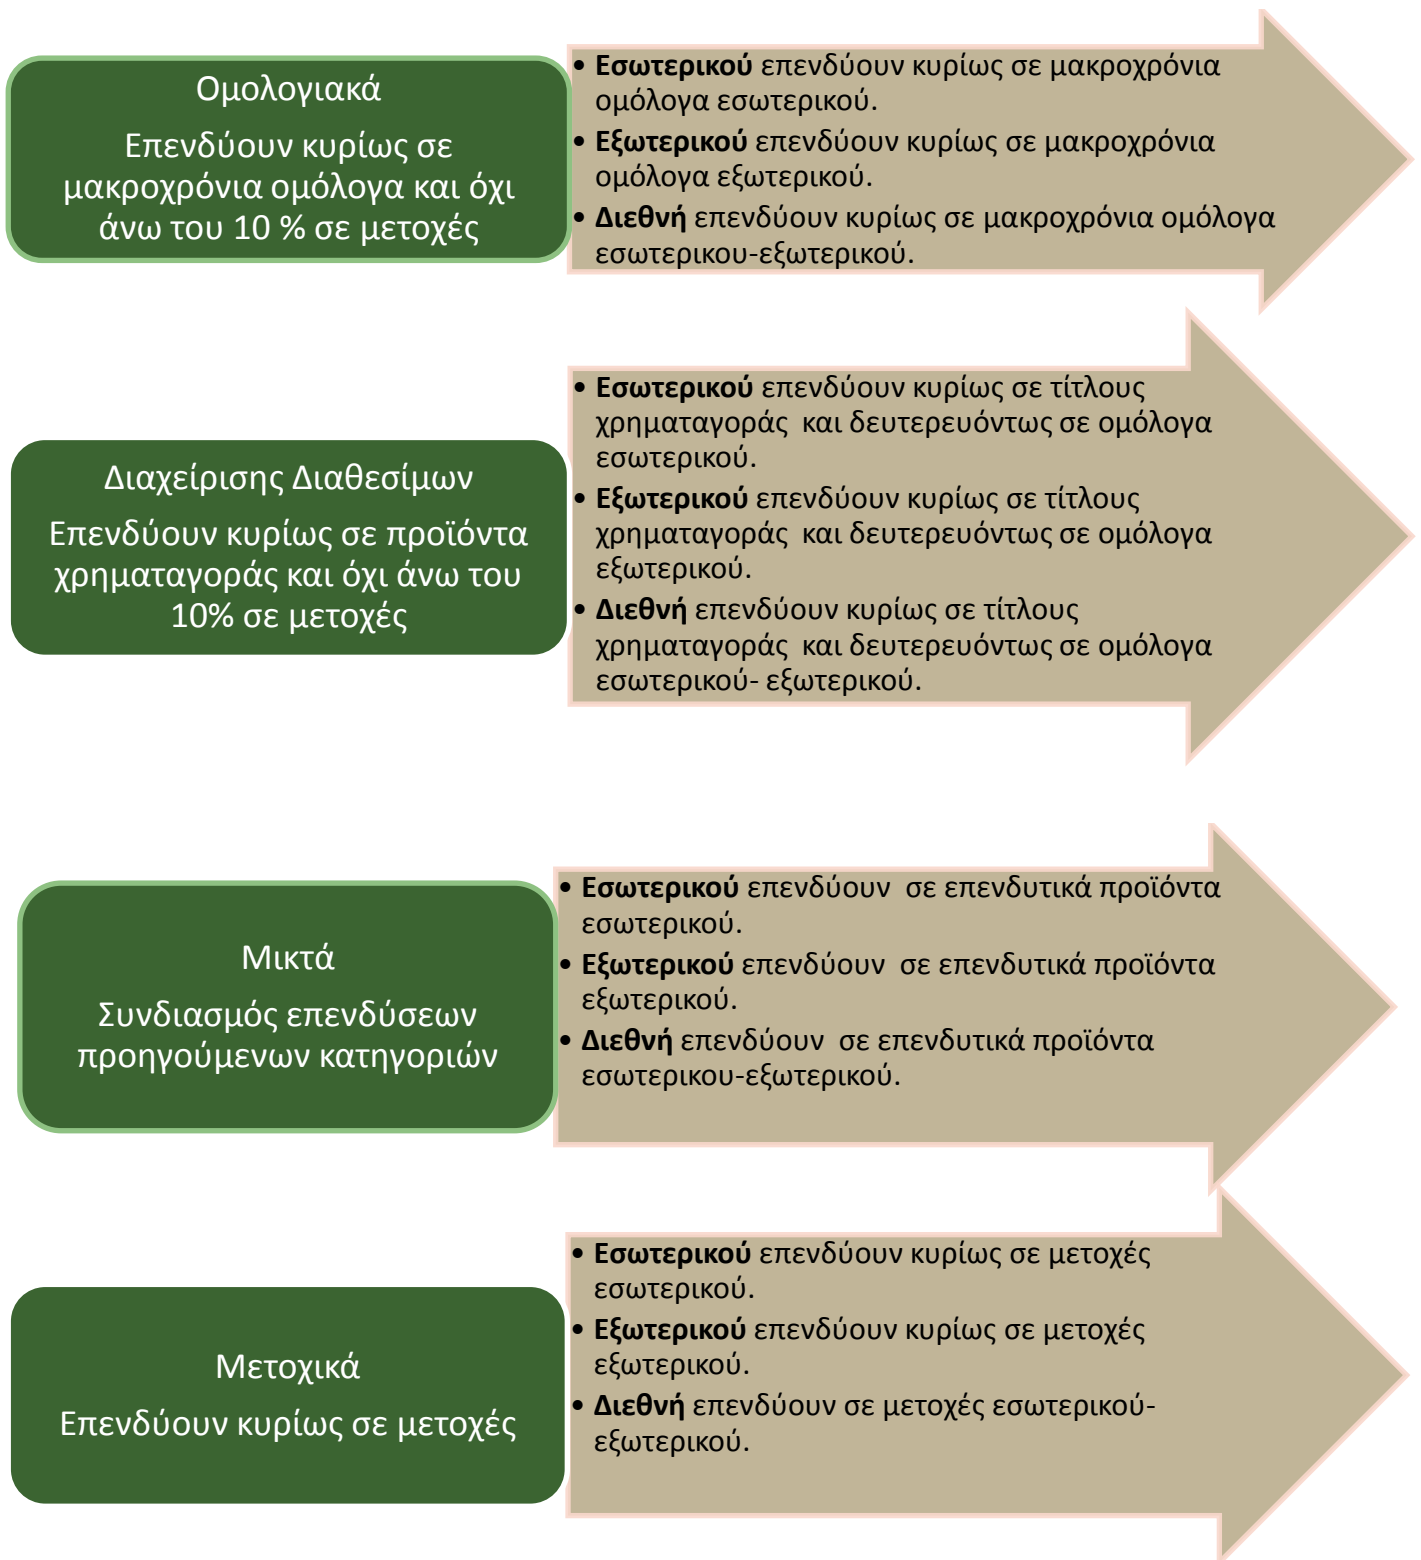 Ομολογιακά
Επενδύουν κυρίως σε
μακροχρόνια ομόλογα και όχι
άνω του 10 % σε μετοχές
• Εσωτερικού επενδύουν κυρίως σε μακροχρόνια
ομόλογα εσωτερικού.
• Εξωτερικού επενδύουν κυρίως σε μακροχρόνια
ομόλογα εξωτερικού.
• Διεθνή επενδύουν κυρίως σε μακροχρόνια ομόλογα
εσωτερικου-εξωτερικού.
Διαχείρισης Διαθεσίμων
Επενδύουν κυρίως σε προϊόντα
χρηματαγοράς και όχι άνω του
10% σε μετοχές
• Εσωτερικού επενδύουν κυρίως σε τίτλους
χρηματαγοράς  και δευτερευόντως σε ομόλογα
εσωτερικού.
• Εξωτερικού επενδύουν κυρίως σε τίτλους
χρηματαγοράς  και δευτερευόντως σε ομόλογα
εξωτερικού.
• Διεθνή επενδύουν κυρίως σε τίτλους
χρηματαγοράς  και δευτερευόντως σε ομόλογα
εσωτερικού- εξωτερικού.
Μικτά
Συνδιασμός επενδύσεων
προηγούμενων κατηγοριών
• Εσωτερικού επενδύουν  σε επενδυτικά προϊόντα
εσωτερικού.
• Εξωτερικού επενδύουν  σε επενδυτικά προϊόντα
εξωτερικού.
• Διεθνή επενδύουν  σε επενδυτικά προϊόντα
εσωτερικου-εξωτερικού.
Μετοχικά
Επενδύουν κυρίως σε μετοχές
• Εσωτερικού επενδύουν κυρίως σε μετοχές
εσωτερικού.
• Εξωτερικού επενδύουν κυρίως σε μετοχές
εξωτερικού.
• Διεθνή επενδύουν σε μετοχές εσωτερικού-
εξωτερικού.